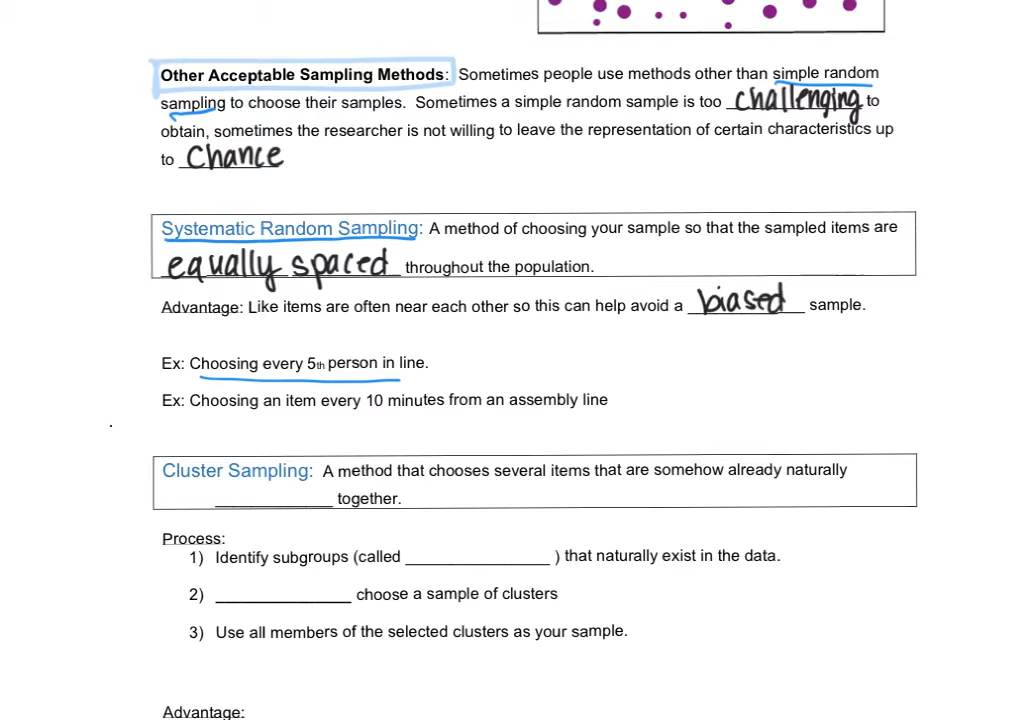 Other Acceptable Sampling Methods: Sometimes people use methods other than simple random
sampling to choose their samples. Sometimes a simple random sample is too challenging to
obtain, sometimes the researcher is not willing to leave the representation of certain characteristics up
to Chance
Systematic Random Sampling: A method of choosing your sample so that the sampled items are
equally spaced throughout the population.
Advantage: Like items are often near each other so this can help avoid a biased sample.
Ex: Choosing every 5th person in line.
Ex: Choosing an item every 10 minutes from an assembly line
Cluster Sampling: A method that chooses several items that are somehow already naturally
____________ together.
Process:
1) Identify subgroups (called ________________ ) that naturally exist in the data.
2) _______________ choose a sample of clusters
3) Use all members of the selected clusters as your sample.
Advantage: